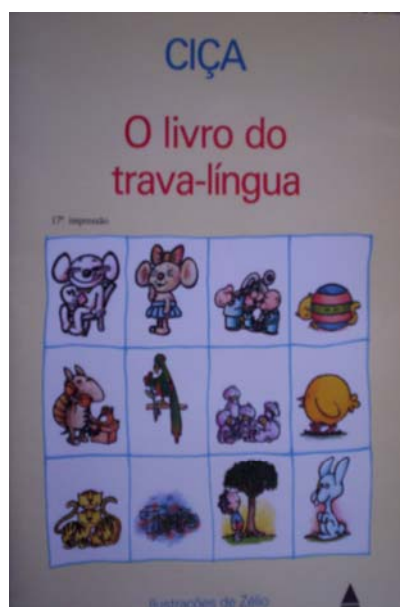 CIÇA
O livro do
trava-língua
17ª impressão
Ilustrações de Zélio